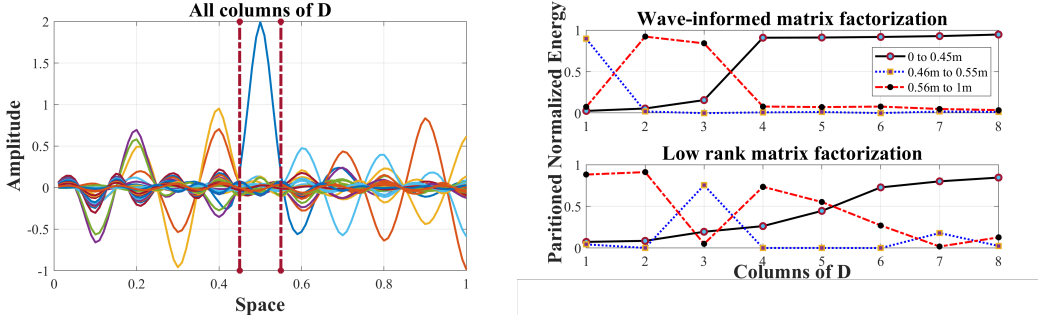 All columns of D
Amplitude
2
1.5
1
0.5
0
-0.5
-1
0
0.2
0.4
0.6
0.8
1
Space
Paritioned Normalized Energy
Wave-informed matrix factorization
1
0.5
0
0 to 0.45m
0.46m to 0.55m
0.56m to 1m
1 2 3 4 5 6 7 8
Low rank matrix factorization
1
0.5
0
1 2 3 4 5 6 7 8
Columns of D